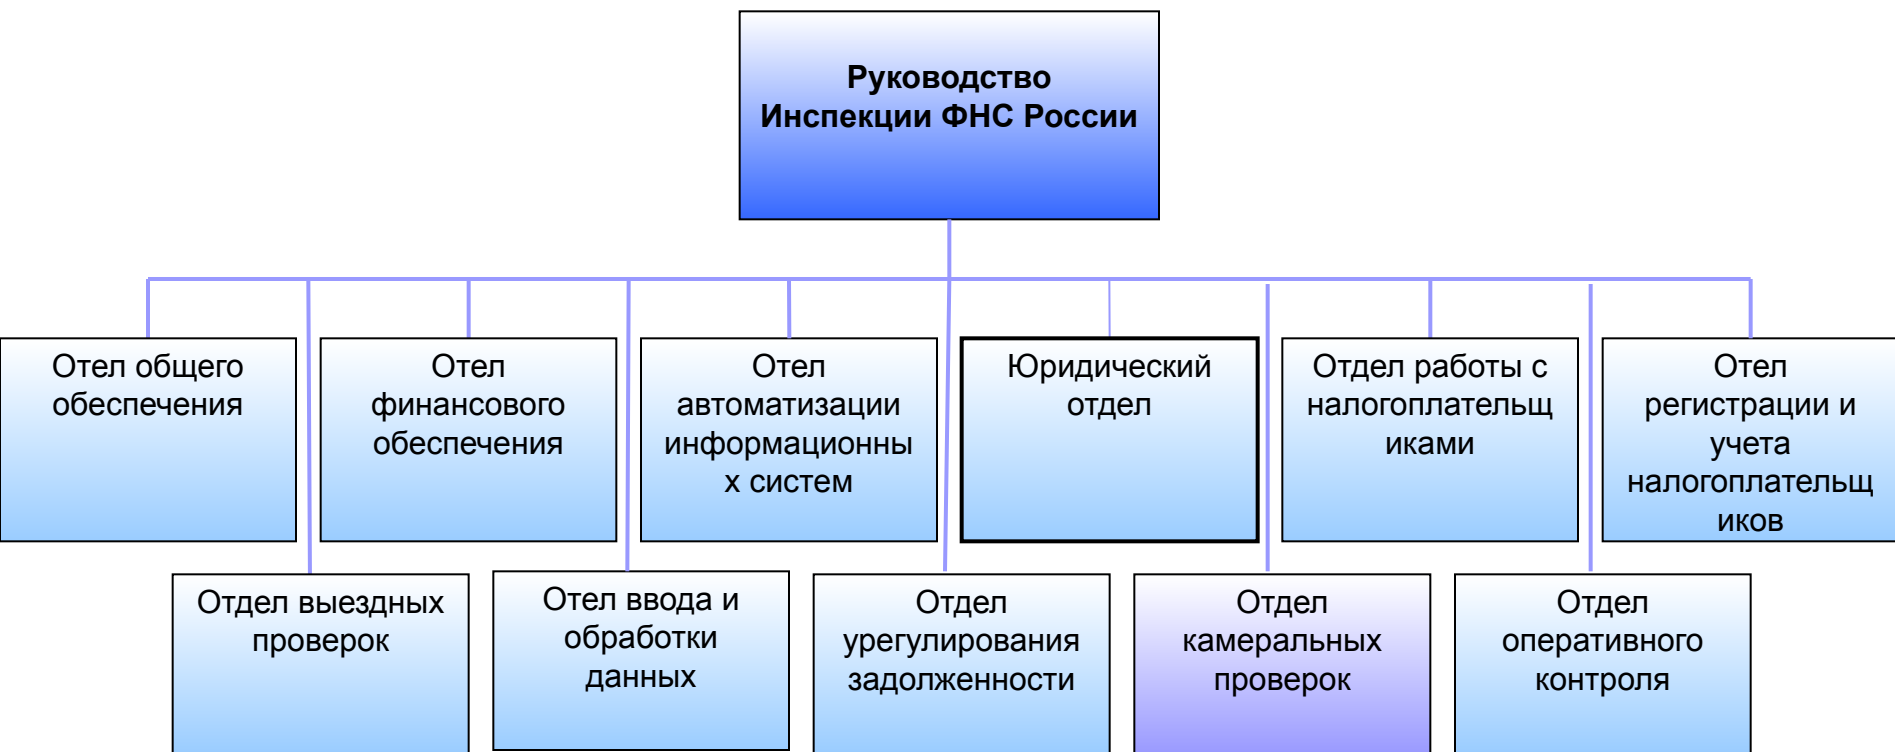 Руководство
Инспекции ФНС России
Отел общего
обеспечения
Отел
финансового
обеспечения
Отел
автоматизации
информационны
х систем
Юридический
отдел
Отдел работы с
налогоплательщ
иками
Отел
регистрации и
учета
налогоплательщ
иков
Отдел выездных
проверок
Отел ввода и
обработки
данных
Отдел
урегулирования
задолженности
Отдел
камеральных
проверок
Отдел
оперативного
контроля